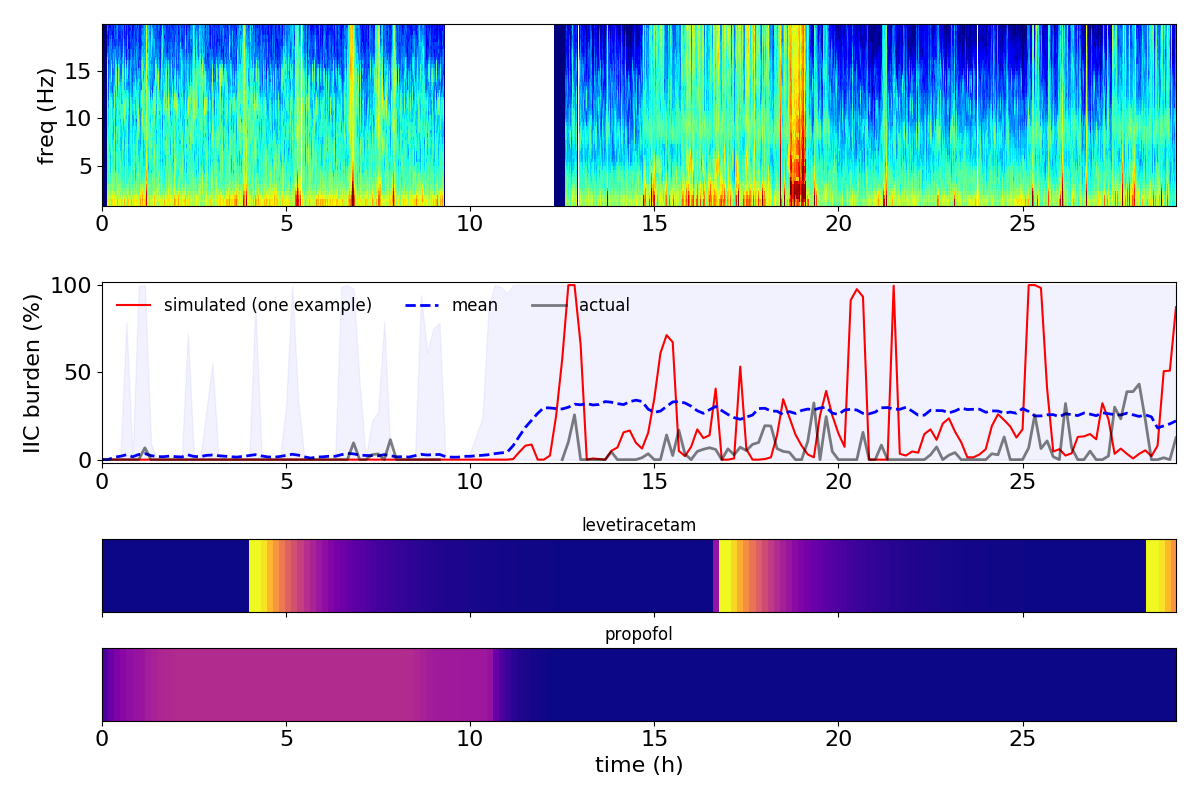 freq (Hz)
15
10
5
0 5 10 15 20 25
IIC burden (%)
100
50
0
simulated (one example) mean actual
0 5 10 15 20 25
levetiracetam
propofol
0 5 10 15 20 25
time (h)